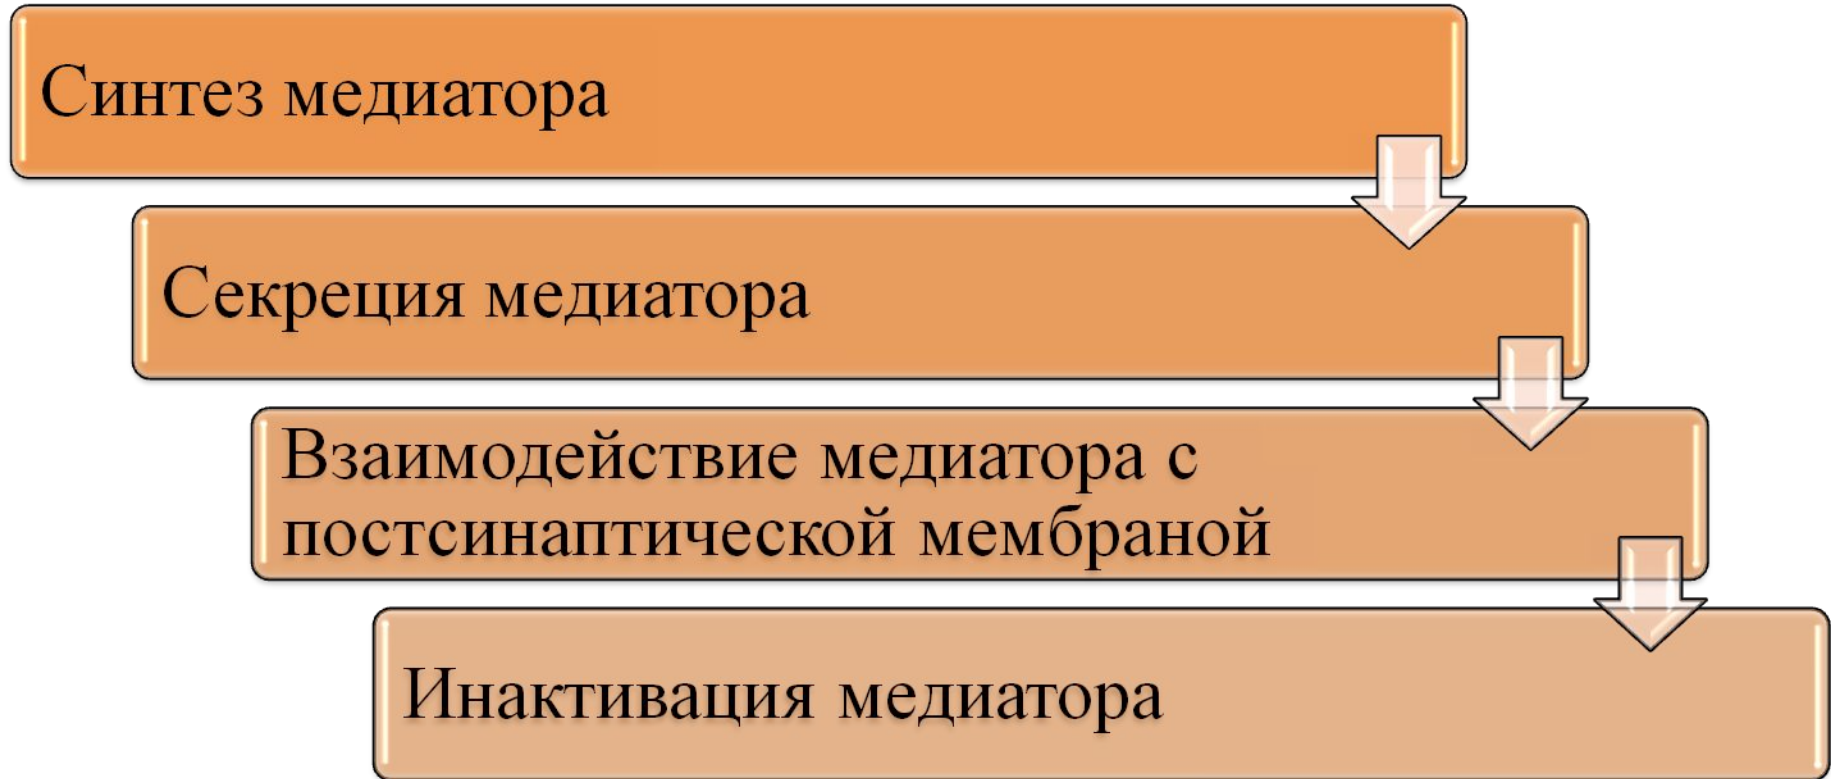 Синтез медиатора
Секреция медиатора
Взаимодействие медиатора с
постсинаптической мембраной
Инактивация медиатора